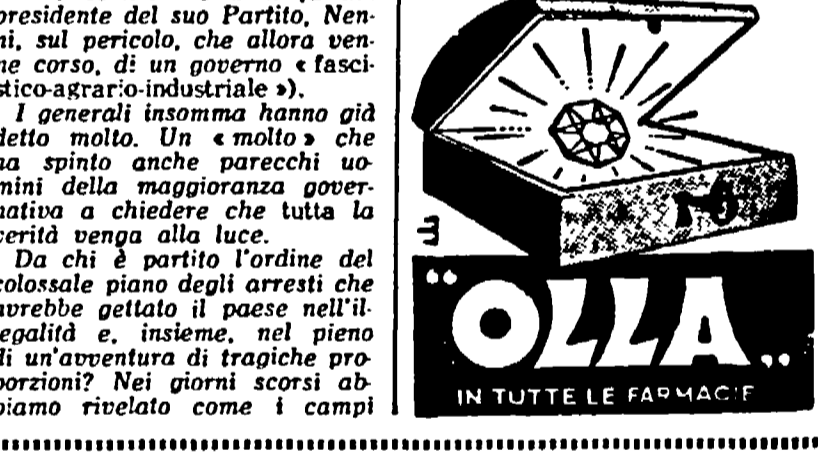 presidente del suo Partito, Nen-
ni, sul pericolo, che allora ven-
ne corso, di un governo « fasci-
stico-agrario-industriale »).
I generali insomma hanno già
detto molto. Un « molto » che
ha spinto anche parecchi uo-
mini della maggioranza gover-
nativa a chiedere che tutta la
verità venga alla luce.
Da chi è partito l'ordine del
colossale piano degli arresti che
avrebbe gettato il paese nell'il-
legalità e, insieme, nel pieno
di un'avventura di tragiche pro-
porzioni? Nei giorni scorsi ab-
biamo rivelato come i campi
"OLLA"
IN TUTTE LE FARMACIE